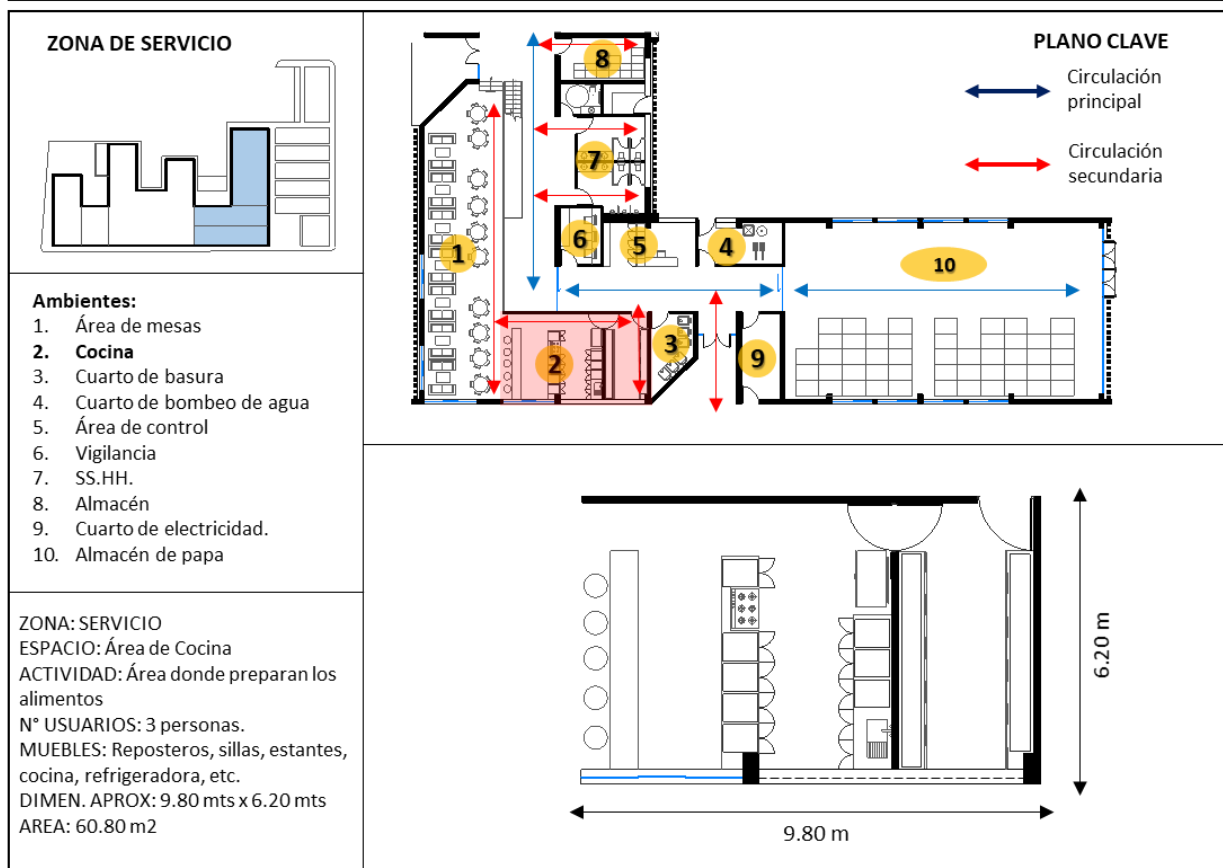 ZONA DE SERVICIO
PLANO CLAVE
Circulación
principal
Circulación
secundaria
8
7
6
5
4
10
1
2
3
9
Ambientes:
1. Área de mesas
2. Cocina
3. Cuarto de basura
4. Cuarto de bombeo de agua
5. Área de control
6. Vigilancia
7. SS.HH.
8. Almacén
9. Cuarto de electricidad.
10. Almacén de papa
ZONA: SERVICIO
ESPACIO: Área de Cocina
ACTIVIDAD: Área donde preparan los
alimentos
N° USUARIOS: 3 personas.
MUEBLES: Reposteros, sillas, estantes,
cocina, refrigeradora, etc.
DIMEN. APROX: 9.80 mts x 6.20 mts
AREA: 60.80 m2
6.20 m
9.80 m